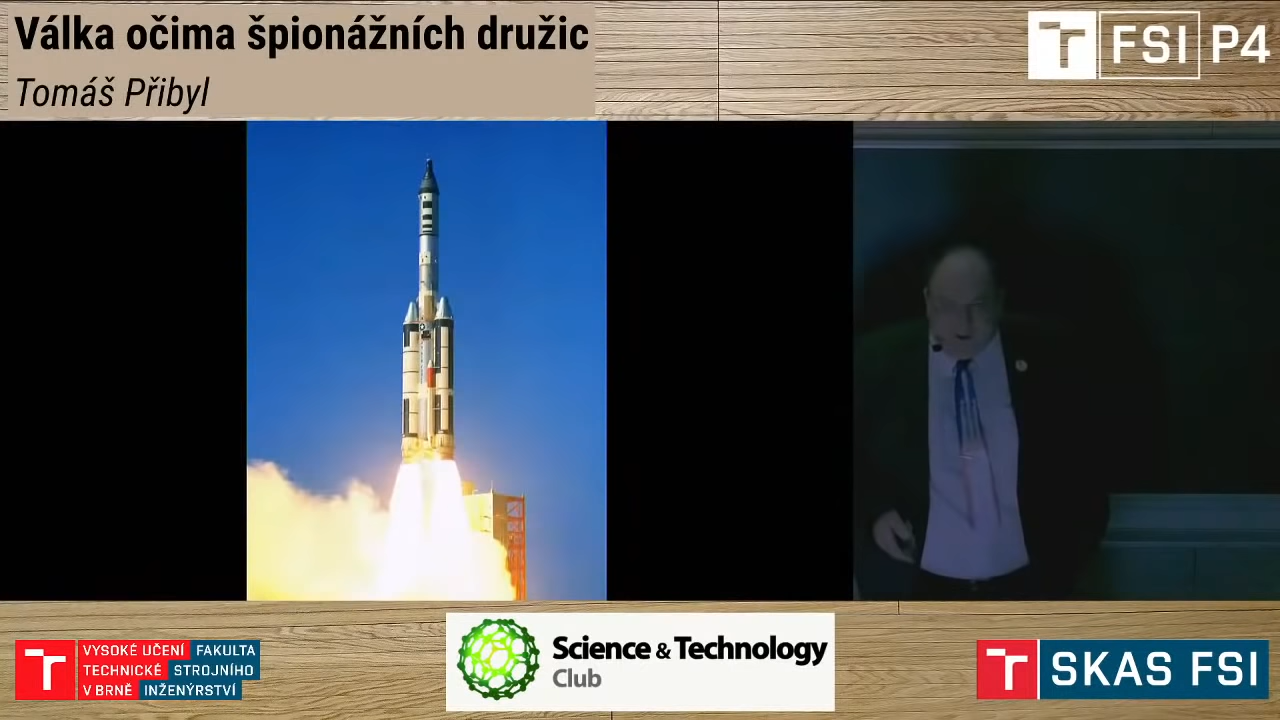 Válka očima špionážních družic
Tomáš Přibyl
FSI P4
VYSOKÉ UČENÍ FAKULTA
TECHNICKÉ STROJNÍHO
V BRNĚ INŽENÝRSTVÍ
Science & Technology
Club
SKAS FSI